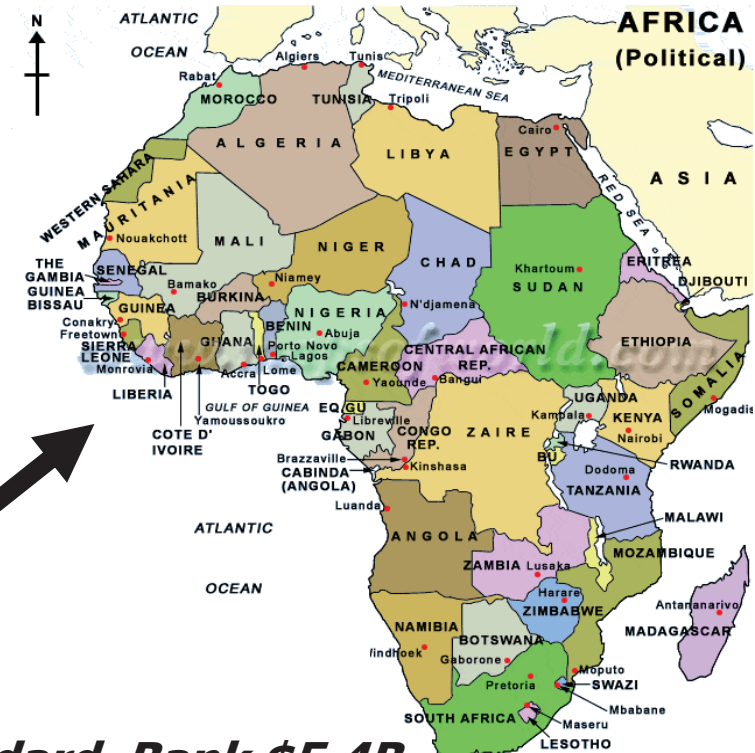 AFRICA
(Political)
N
ATLANTIC
OCEAN
Algiers
Tunis
Rabat
MEDITERRANEAN SEA
MOROCCO
TUNISIA
Tripoli
Cairo
ALGERIA
LIBYA
EGYPT
ASIA
WESTERN SAHARA
MAURITANIA
RED SEA
Nouakchott
MALI
NIGER
CHAD
Khartoum
SUDAN
ERITREA
THE
GAMBIA
SENEGAL
GUINEA
BISSAU
Bamako
Niamey
BURKINA
N'djamena
DJIBOUTI
GUINEA
NIGERIA
Conakry
Freetown
SIERRA
LEONE
GHANA
BENIN
Abuja
ETHIOPIA
Monrovia
Porto Novo
Lagos
CENTRAL AFRICAN
REP.
SOMALIA
LIBERIA
Accra
Lome
TOGO
CAMEROON
Yaounde
Bangui
GULF OF GUINEA
Yamoussoukro
COTE D'
IVOIRE
EQ GU
Libreville
GABON
CONGO
REP.
ZAIRE
UGANDA
Kampala
KENYA
Nairobi
Mogadis
Brazzaville
Kinshasa
CABINDA
(ANGOLA)
BU
RWANDA
Dodoma
TANZANIA
Luanda
ANGOLA
MALAWI
ATLANTIC
OCEAN
ZAMBIA
Lusaka
MOZAMBIQUE
Harare
ZIMBABWE
Antananarivo
MADAGASCAR
NAMIBIA
indhoek
BOTSWANA
Gaborone
Moputo
Pretoria
SWAZI
Mbabane
SOUTH AFRICA
Maseru
LESOTHO
dard Bank $5.4B